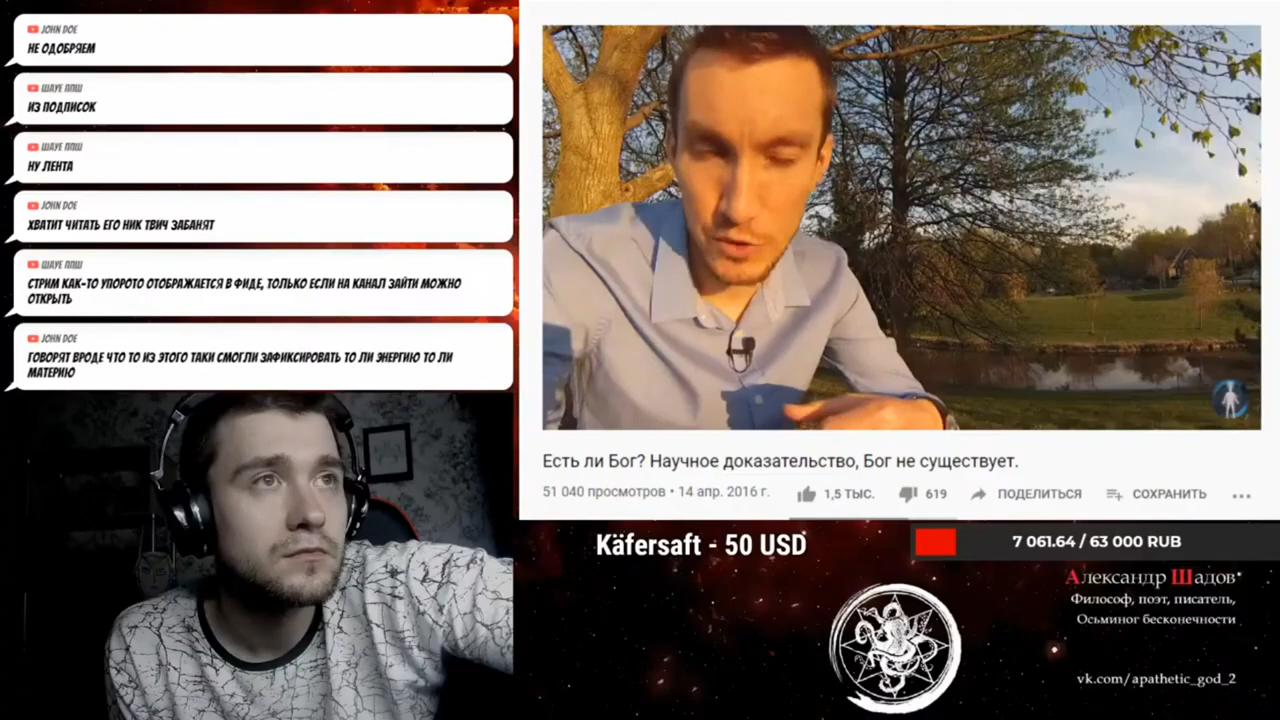 JOHN DOE
НЕ ОДОБРЯЕМ
ШАУЕ ППШ
ИЗ ПОДПИСОК
ШАУЕ ППШ
НУ ЛЕНТА
JOHN DOE
ХВАТИТ ЧИТАТЬ ЕГО НИК ТВИЧ ЗАБАНЯТ
ШАУЕ ППШ
СТРИМ КАК-ТО УПОРОТО ОТОБРАЖАЕТСЯ В ФИДЕ, ТОЛЬКО ЕСЛИ НА КАНАЛ ЗАЙТИ МОЖНО
ОТКРЫТЬ
JOHN DOE
ГОВОРЯТ ВРОДЕ ЧТО ТО ИЗ ЭТОГО ТАКИ СМОГЛИ ЗАФИКСИРОВАТЬ ТО ЛИ ЭНЕРГИЮ ТО ЛИ
МАТЕРИЮ
Есть ли Бог? Научное доказательство, Бог не существует.
51 040 просмотров • 14 апр. 2016 г.
1,5 ТЫС.
619
ПОДЕЛИТЬСЯ
СОХРАНИТЬ
Käfersaft - 50 USD
7 061.64 / 63 000 RUB
Александр Шадов*
Философ, поэт, писатель,
Осьминог бесконечности
vk.com/apathetic_god_2